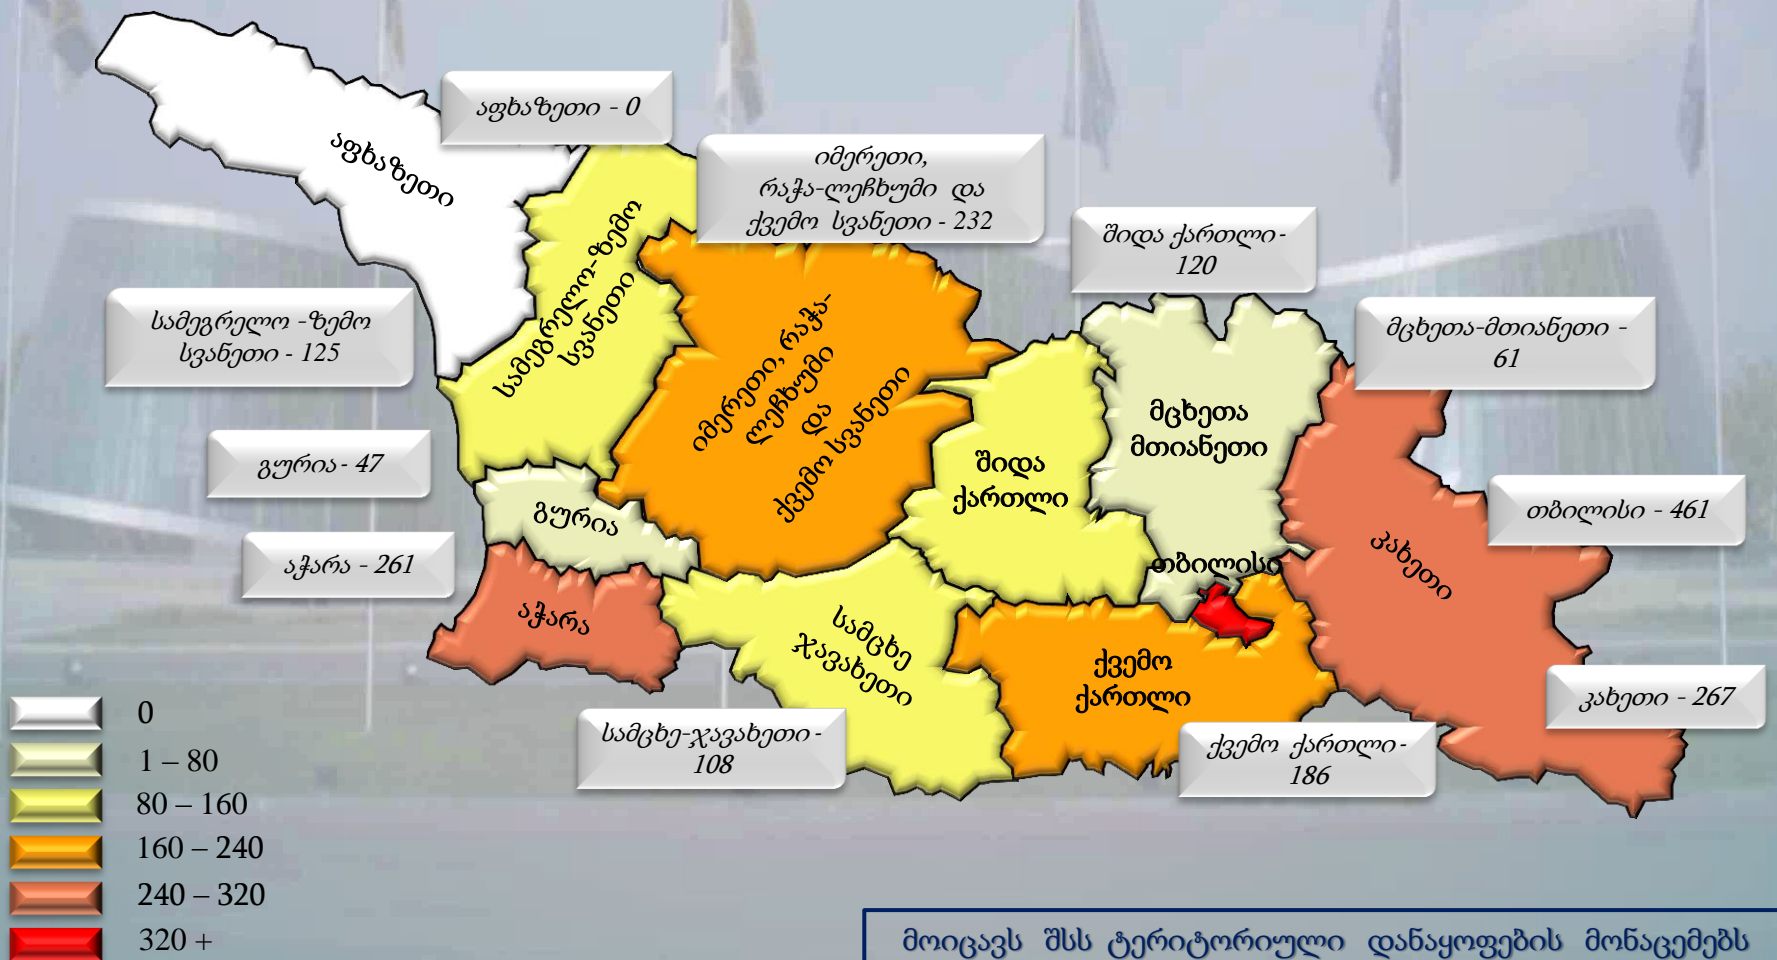 აფხაზეთი - 0
იმერეთი,
რაჭა-ლეჩხუმი და
ქვემო სვანეთი - 232
შიდა ქართლი-
120
მცხეთა-მთიანეთი -
61
სამეგრელო -ზემო
სვანეთი - 125
გურია- 47
აჭარა - 261
თბილისი - 461
კახეთი - 267
სამცხე-ჯავახეთი-
108
ქვემო ქართლი-
186
აფხაზეთი
სამეგრელო-ზემო
სვანეთი
იმერეთი, რაჭა-
ლეჩხუმი
და
ქვემო სვანეთი
შიდა
ქართლი
მცხეთა
მთიანეთი
თბილისი
კახეთი
გურია
აჭარა
სამცხე
ჯავახეთი
ქვემო
ქართლი
0
1 – 80
80 – 160
160 – 240
240 – 320
320 +
მოიცავს შსს ტერიტორიული დანაყოფების მონაცემებს